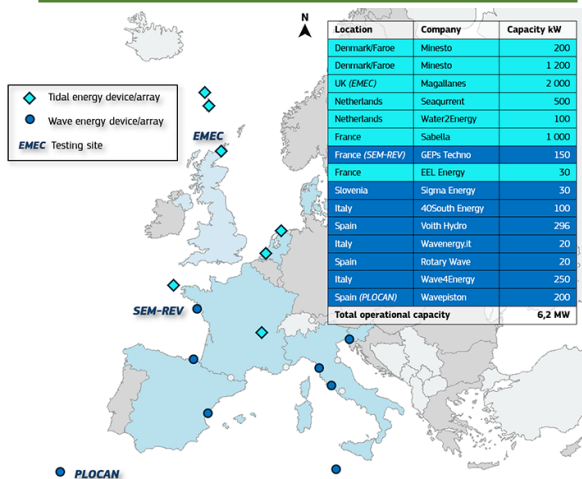 N
Location Company Capacity kW
Denmark/Faroe Minesto 200
Denmark/Faroe Minesto 1 200
UK (EMEC) Magallanes 2 000
Netherlands Seaqurrent 500
Netherlands Water2Energy 100
France Sabella 1 000
France (SEM-REV) GEPs Techno 150
France EEL Energy 30
Slovenia Sigma Energy 30
Italy 40South Energy 100
Spain Voith Hydro 296
Italy Wavenergy.it 20
Spain Rotary Wave 20
Italy Wave4Energy 250
Spain (PLOCAN) Wavepiston 200
Total operational capacity 6,2 MW
Tidal energy device/array
Wave energy device/array
EMEC Testing site
EMEC
SEM-REV
PLOCAN